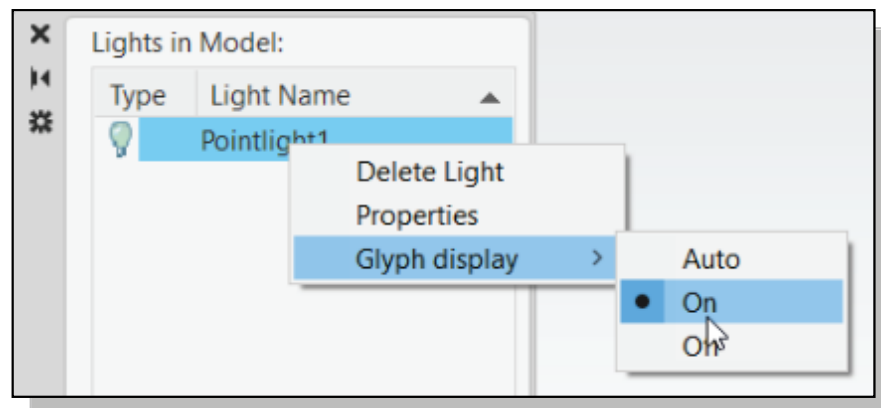 Lights in Model:
Type Light Name
Pointlight1
Delete Light
Properties
Glyph display >
Auto
On